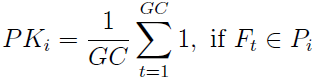 $PK_i = \frac{1}{GC} \sum_{t=1}^{GC} 1, \text{ if } F_t \in P_i$